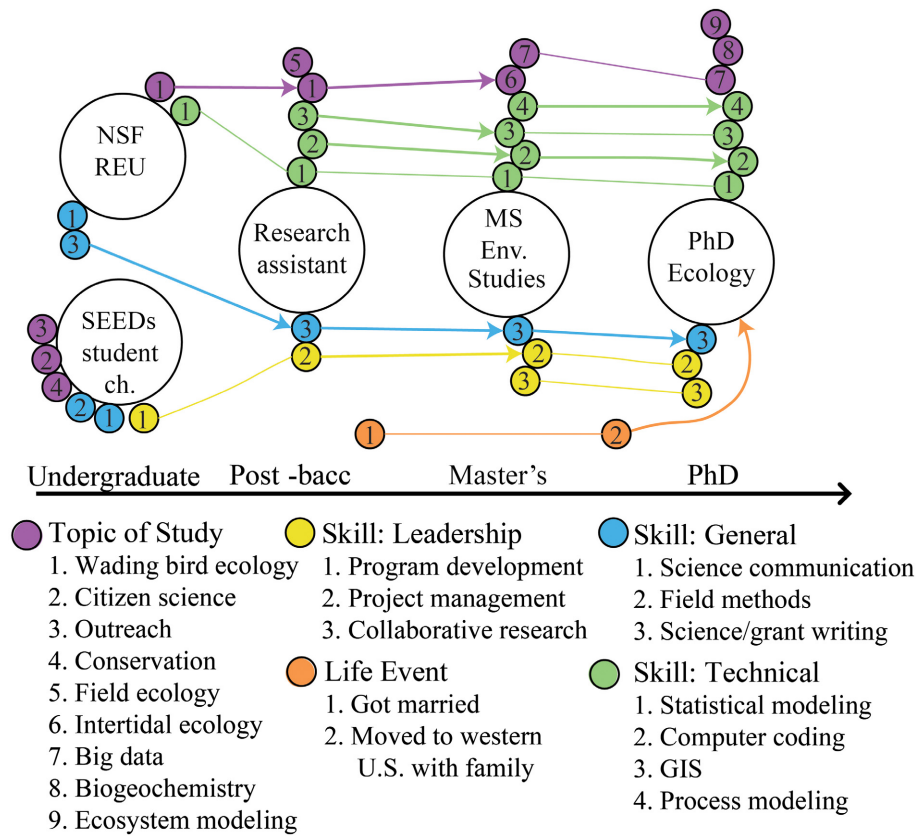 9
8
7
7
5
1
1
6
4
4
1
3
3
3
2
2
2
1
1
1
NSF
REU
1
3
Research
assistant
MS
Env.
Studies
PhD
Ecology
SEEDs
student
ch.
3
2
4
2
1
1
3
2
3
2
3
3
2
3
1
2
Undergraduate
Post -bacc
Master's
PhD
Topic of Study
1. Wading bird ecology
2. Citizen science
3. Outreach
4. Conservation
5. Field ecology
6. Intertidal ecology
7. Big data
8. Biogeochemistry
9. Ecosystem modeling
Skill: Leadership
1. Program development
2. Project management
3. Collaborative research
Life Event
1. Got married
2. Moved to western
U.S. with family
Skill: General
1. Science communication
2. Field methods
3. Science/grant writing
Skill: Technical
1. Statistical modeling
2. Computer coding
3. GIS
4. Process modeling